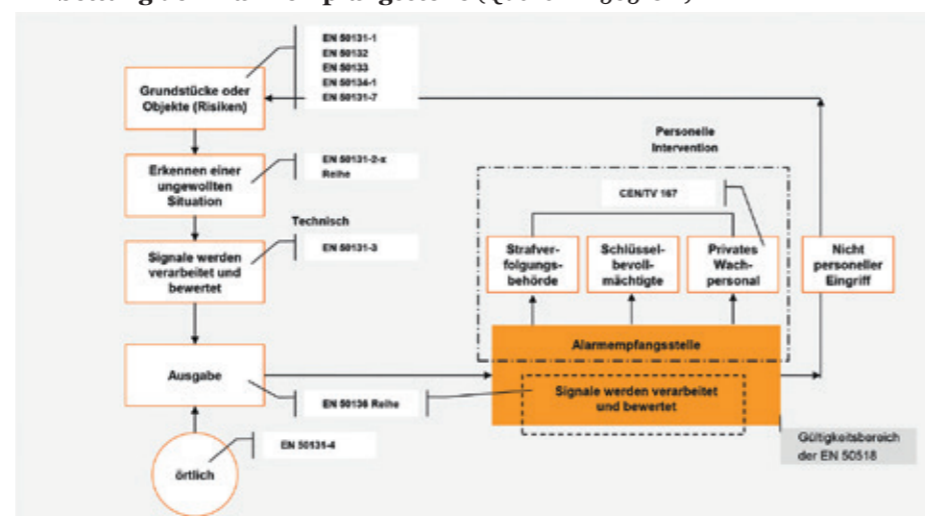 EN 50131-1
EN 50132
EN 50133
EN 50134-1
EN 50131-7
Grundstücke oder
Objekte (Risiken)
Personelle
Intervention
Erkennen einer
ungewollten
Situation
EN 50131-2-x
Reihe
CEN/TV 167
Technisch
EN 50131-3
Signale werden
verarbeitet und
bewertet
Strafver-
folgungs-
behörde
Schlüssel-
bevoll-
mächtigte
Privates
Wach-
personal
Nicht
personeller
Eingriff
Alarmempfangsstelle
Ausgabe
Signale werden verarbeitet
und bewertet
EN 50136 Reihe
EN 50131-4
örtlich
Gültigkeitsbereich
der EN 50518